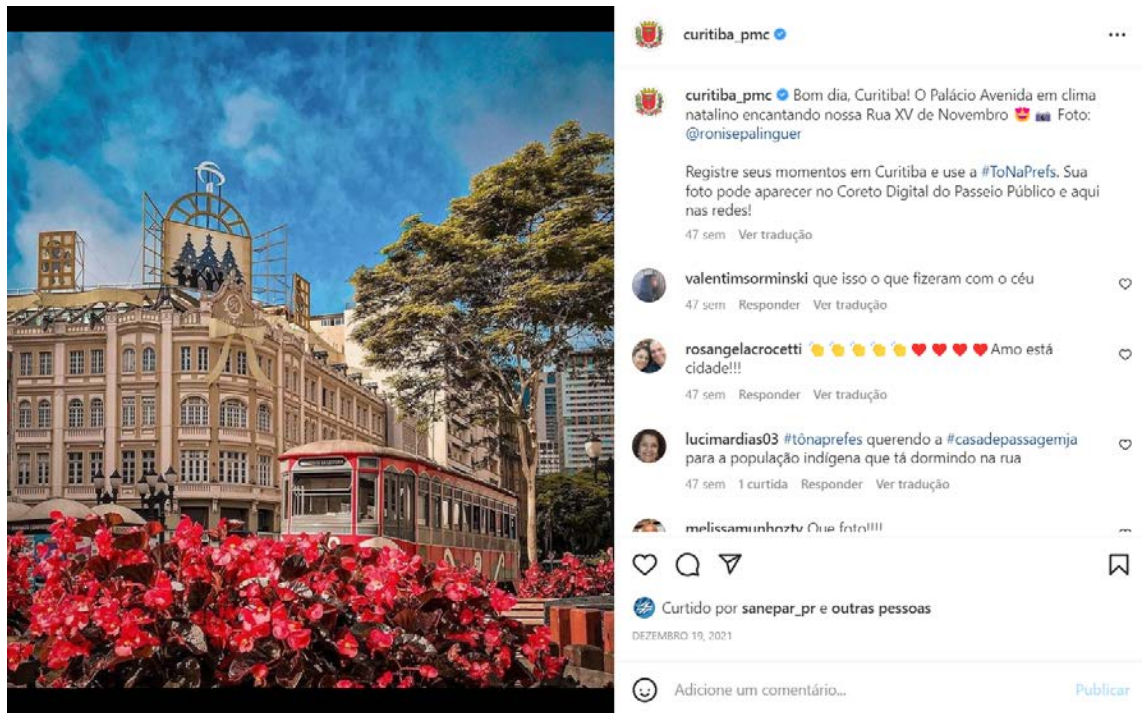 curitiba_pmc
curitiba_pmc Bom dia, Curitiba! O Palácio Avenida em clima
natalino encantando nossa Rua XV de Novembro 🤩 📷 Foto:
@ronisepalinguer
Registre seus momentos em Curitiba e use a #ToNaPrefs. Sua
foto pode aparecer no Coreto Digital do Passeio Público e aqui
nas redes!
47 sem Ver tradução
valentimsorminski que isso o que fizeram com o céu
47 sem Responder Ver tradução
rosangelacrocetti 👏👏👏👏👏❤️❤️❤️❤️Amo está
cidade!!!
47 sem Responder Ver tradução
lucimardias03 #tônaprefes querendo a #casadepassagemja
para a população indígena que tá dormindo na rua
47 sem 1 curtida Responder Ver tradução
melissamunhoztv Que foto!!!!
Curtido por sanepar_pr e outras pessoas
DEZEMBRO 19, 2021
Adicione um comentário...
Publicar